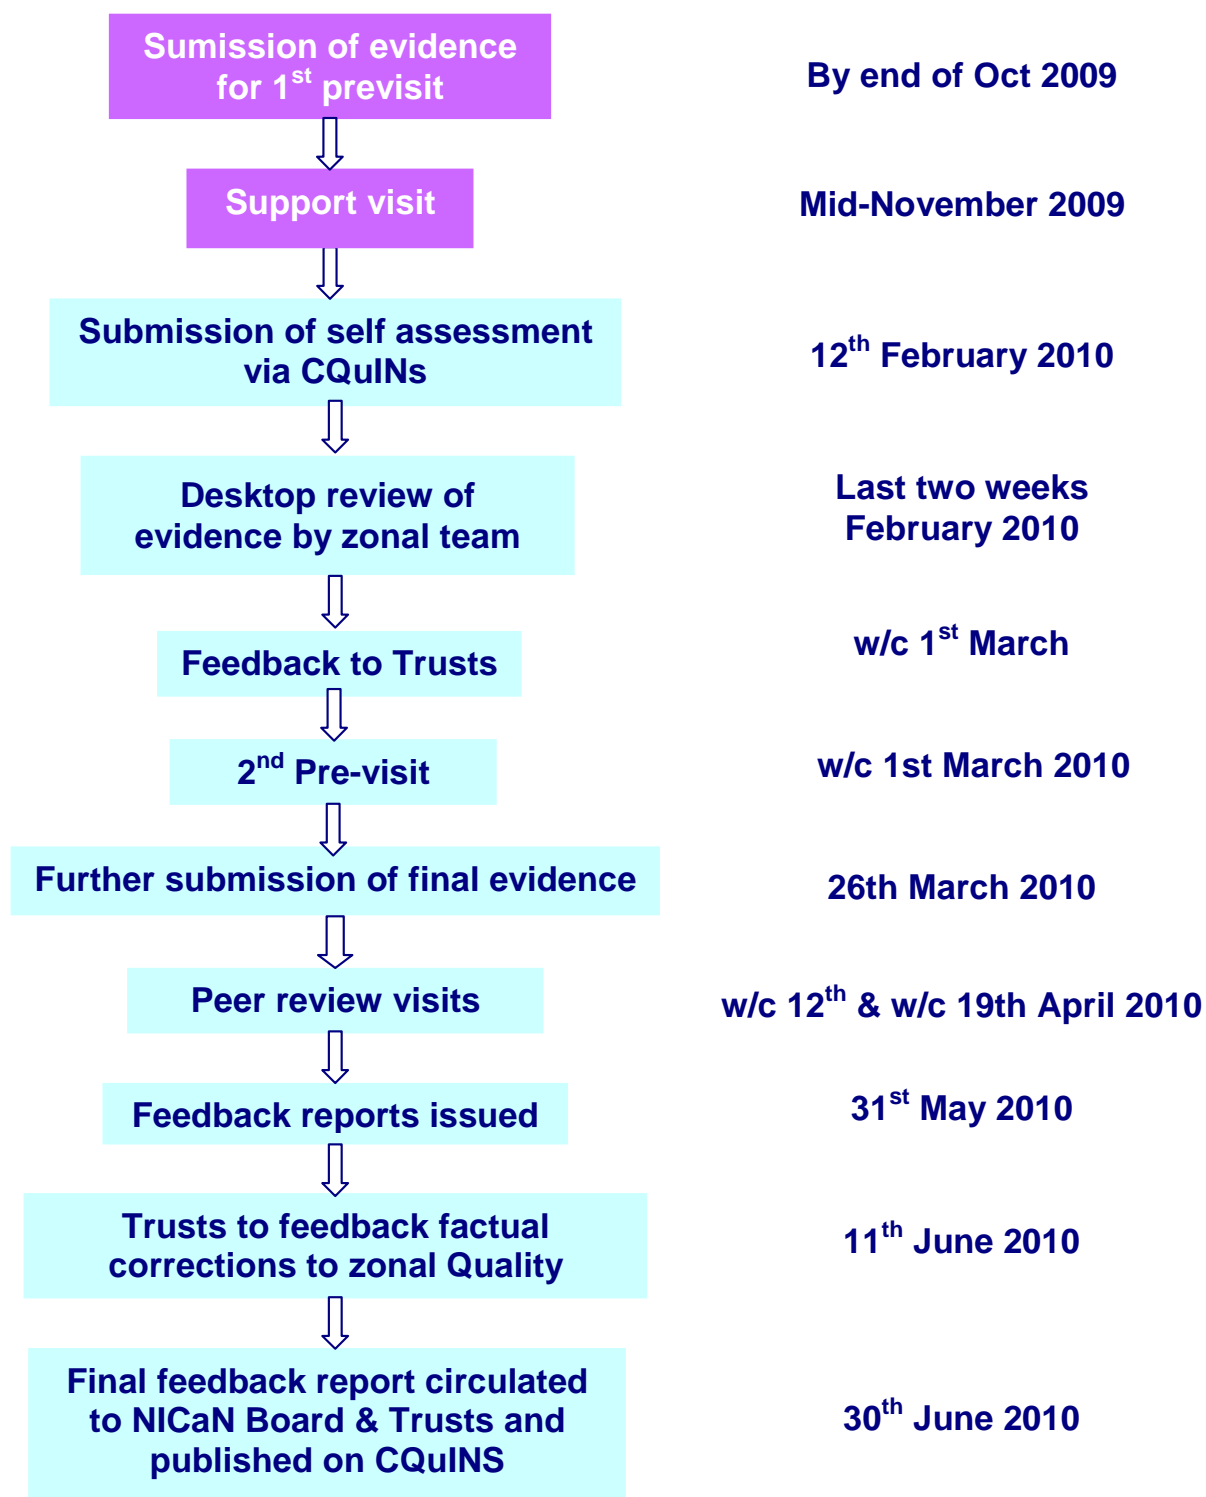 Sumission of evidence
for 1st previsit
By end of Oct 2009
Support visit
Mid-November 2009
Submission of self assessment
via CQuINs
12th February 2010
Desktop review of
evidence by zonal team
Last two weeks
February 2010
Feedback to Trusts
w/c 1st March
2nd Pre-visit
w/c 1st March 2010
Further submission of final evidence
26th March 2010
Peer review visits
w/c 12th & w/c 19th April 2010
Feedback reports issued
31st May 2010
Trusts to feedback factual
corrections to zonal Quality
11th June 2010
Final feedback report circulated
to NICaN Board & Trusts and
published on CQuINS
30th June 2010